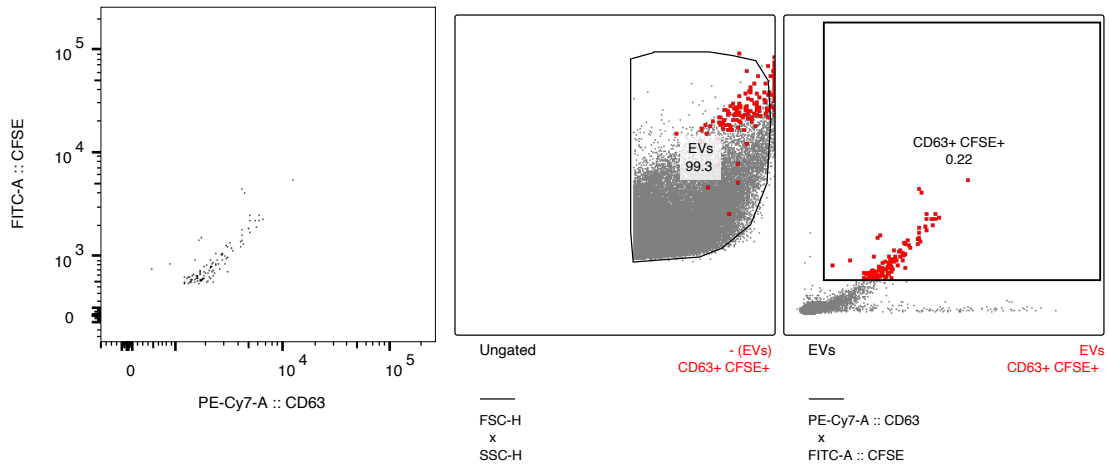 10^5
10^4
10^3
0
FITC-A :: CFSE
0
10^4
10^5
PE-Cy7-A :: CD63
EVs
99.3
Ungated
- (EVs)
CD63+ CFSE+
FSC-H
x
SSC-H
CD63+ CFSE+
0.22
EVs
EVs
CD63+ CFSE+
PE-Cy7-A :: CD63
x
FITC-A :: CFSE